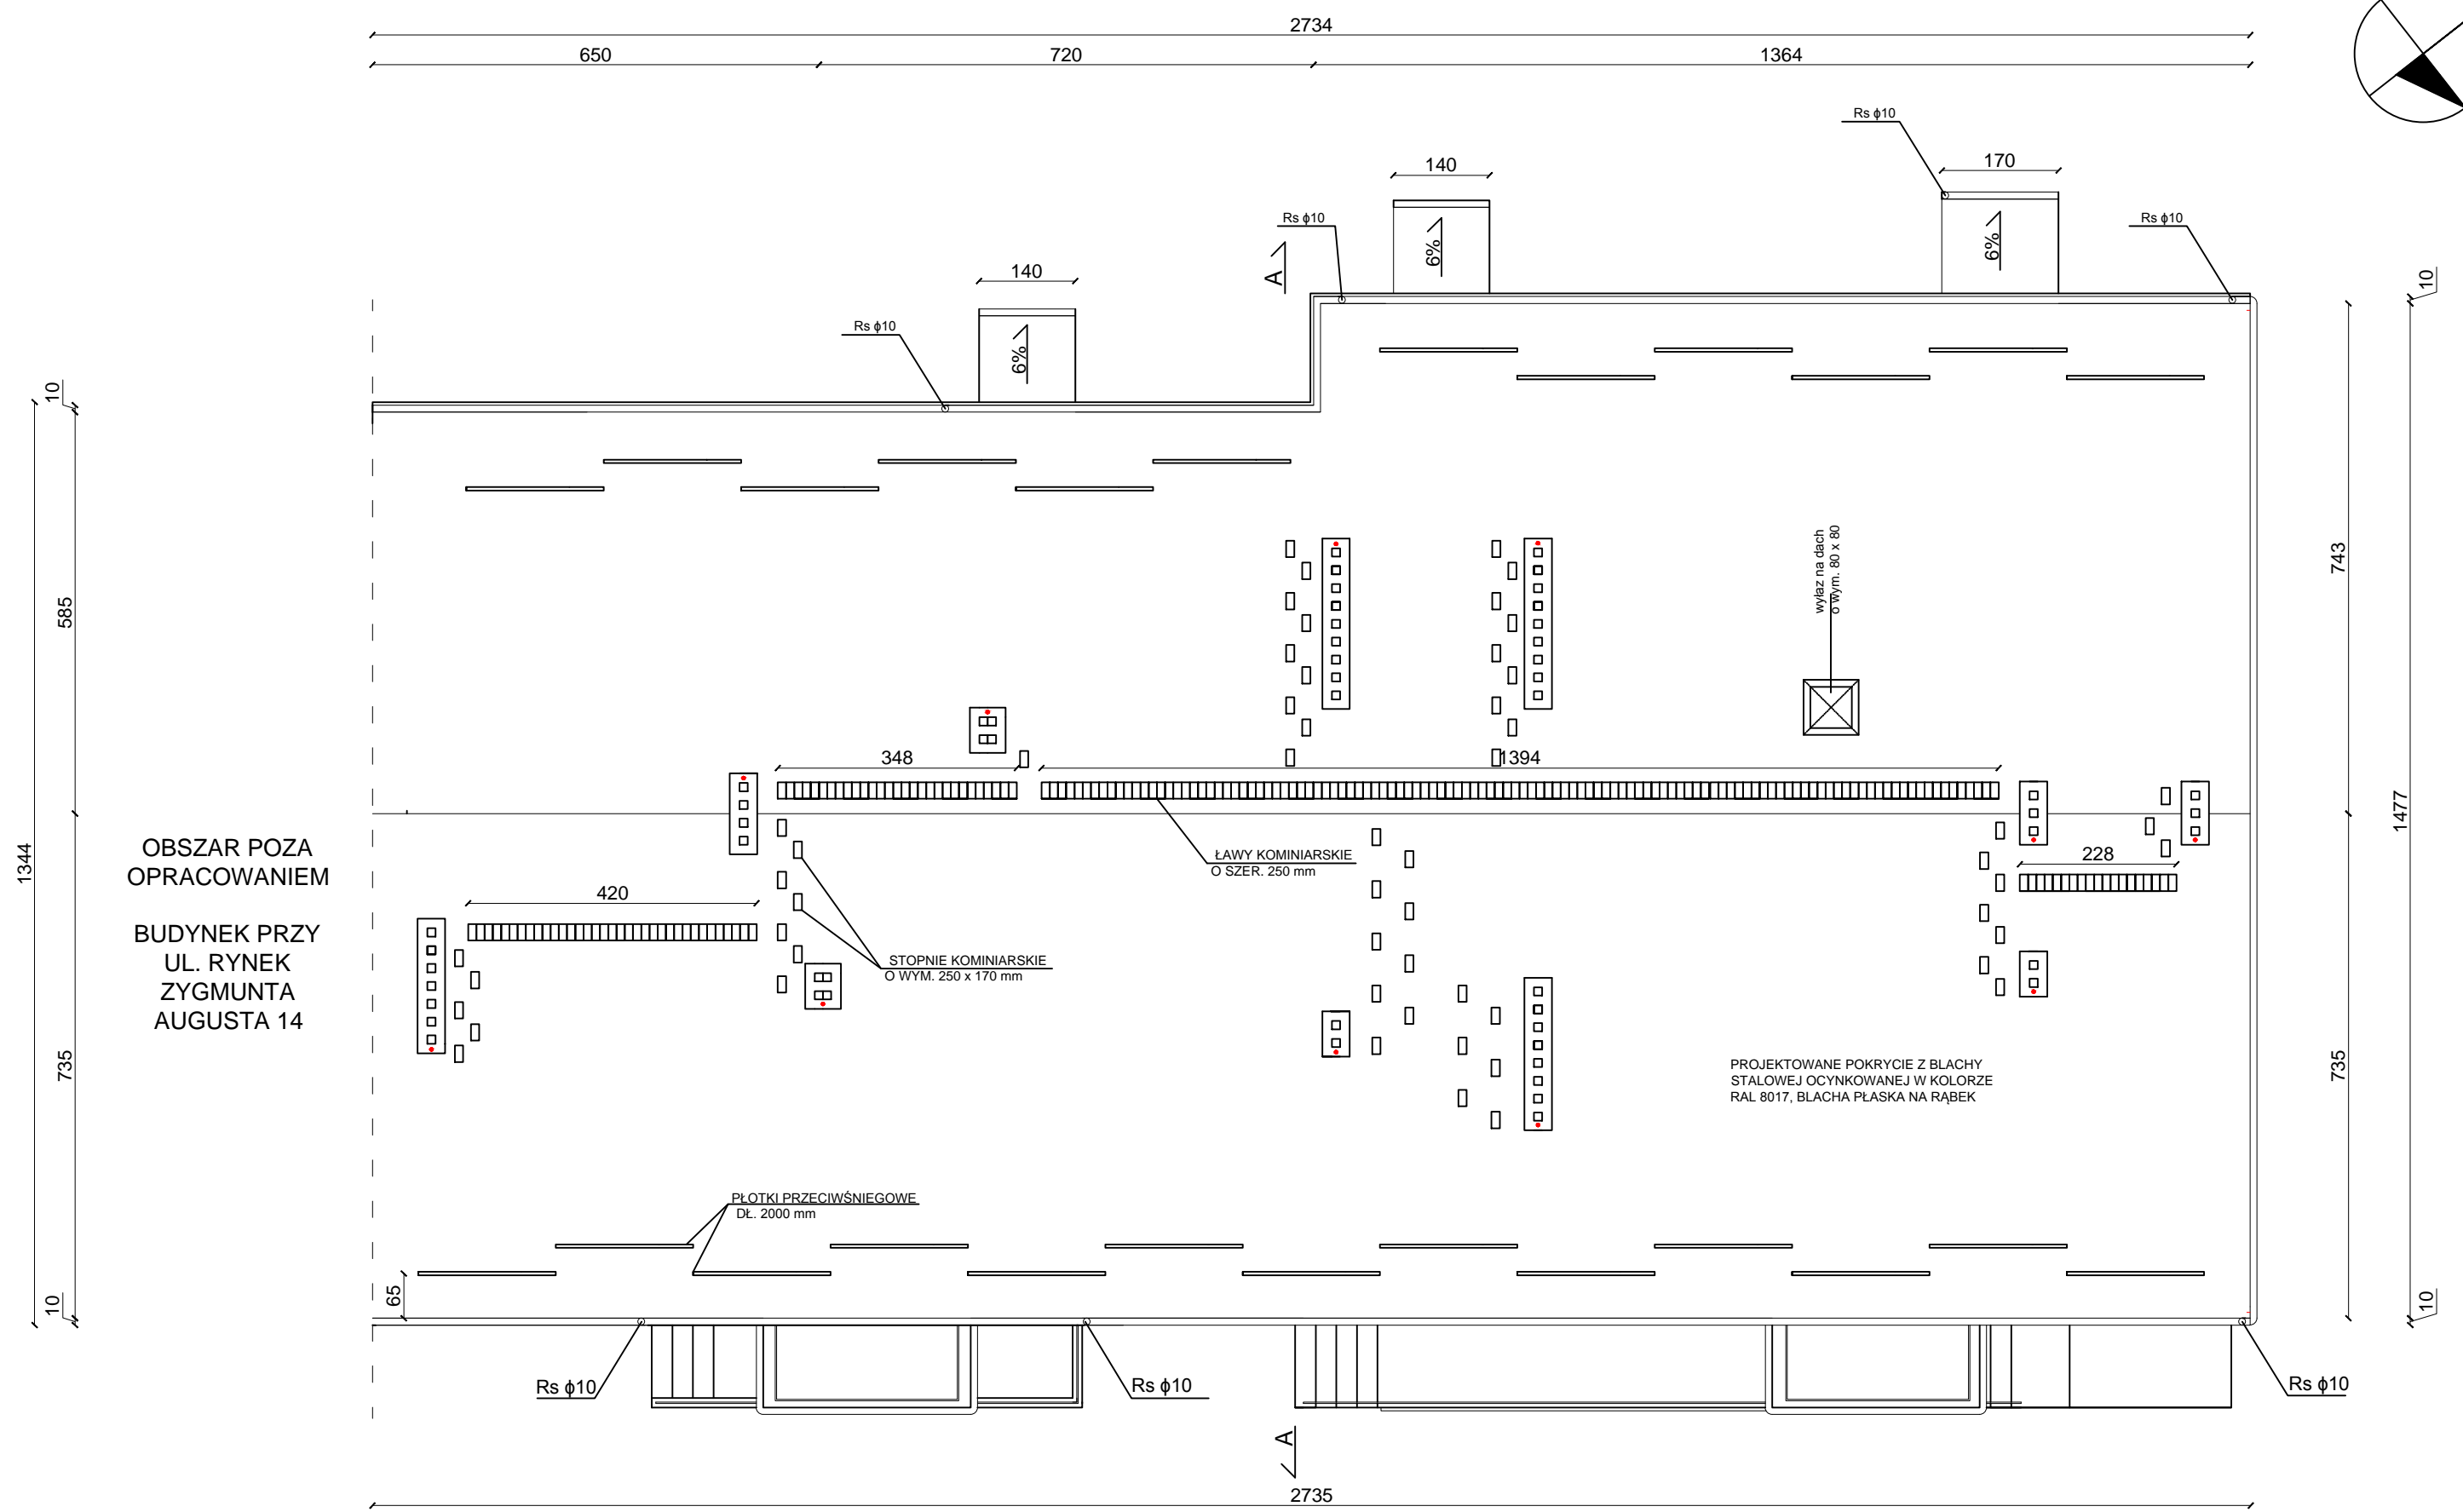 2734
650
720
1364
Rs ϕ10
140
170
Rs ϕ10
Rs ϕ10
6%
6%
140
A
10
Rs ϕ10
6%
10
585
743
wyłaz na dach
o wym. 80 x 80
348
1394
1477
1344
OBSZAR POZA
OPRACOWANIEM
BUDYNEK PRZY
UL. RYNEK
ZYGMUNTA
AUGUSTA 14
ŁAWY KOMINIARSKIE
O SZER. 250 mm
228
420
STOPNIE KOMINIARSKIE
O WYM. 250 x 170 mm
735
735
PROJEKTOWANE POKRYCIE Z BLACHY
STALOWEJ OCYNKOWANEJ W KOLORZE
RAL 8017, BLACHA PŁASKA NA RĄBEK
PŁOTKI PRZECIWŚNIEGOWE
DŁ. 2000 mm
65
10
10
Rs ϕ10
Rs ϕ10
Rs ϕ10
A
2735